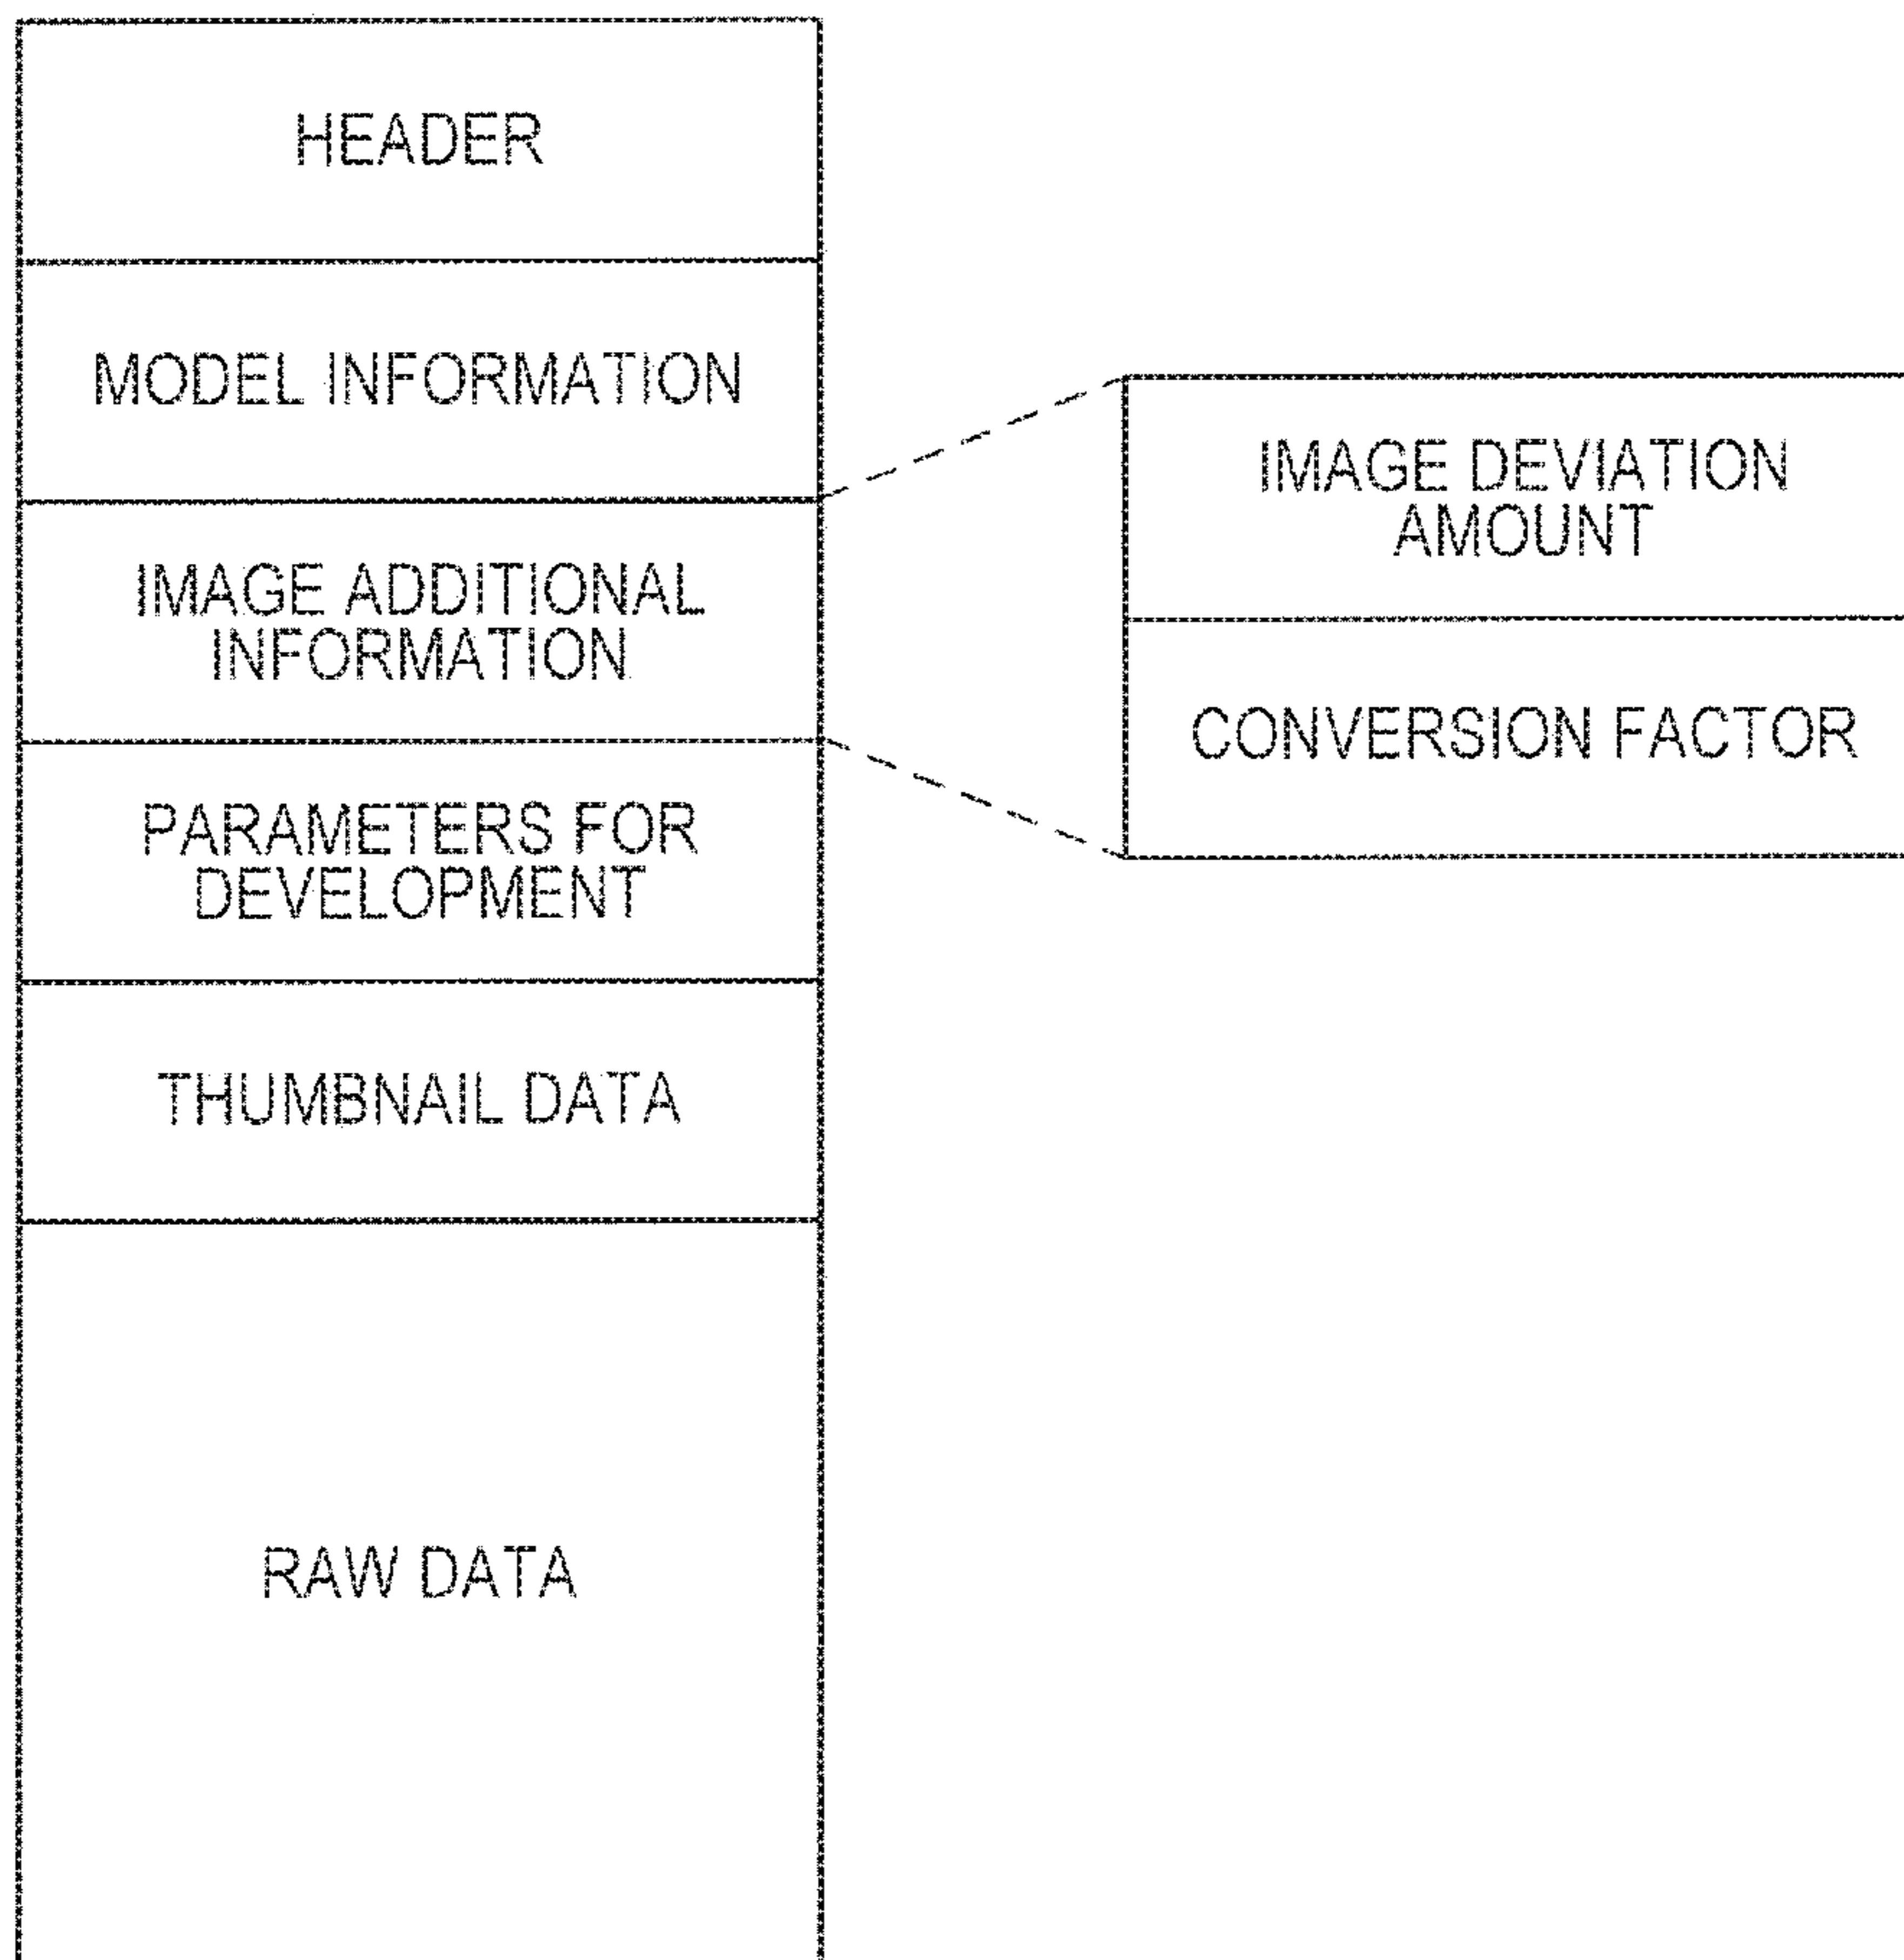 HEADER
MODEL INFORMATION
IMAGE ADDITIONAL
INFORMATION
PARAMETERS FOR
DEVELOPMENT
THUMBNAIL DATA
RAW DATA
IMAGE DEVIATION
AMOUNT
CONVERSION FACTOR